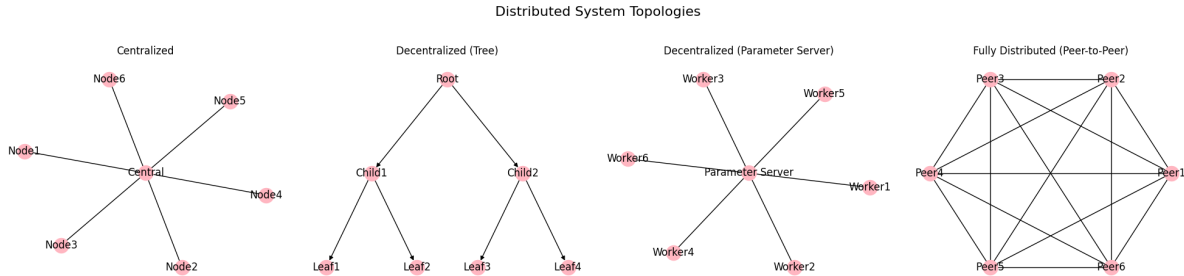 Distributed System Topologies
Centralized
Node6
Node5
Node1
Central
Node4
Node3
Node2
Decentralized (Tree)
Root
Child1
Child2
Leaf1
Leaf2
Leaf3
Leaf4
Decentralized (Parameter Server)
Worker3
Worker5
Worker6
Parameter Server
Worker1
Worker4
Worker2
Fully Distributed (Peer-to-Peer)
Peer3
Peer2
Peer4
Peer1
Peer5
Peer6